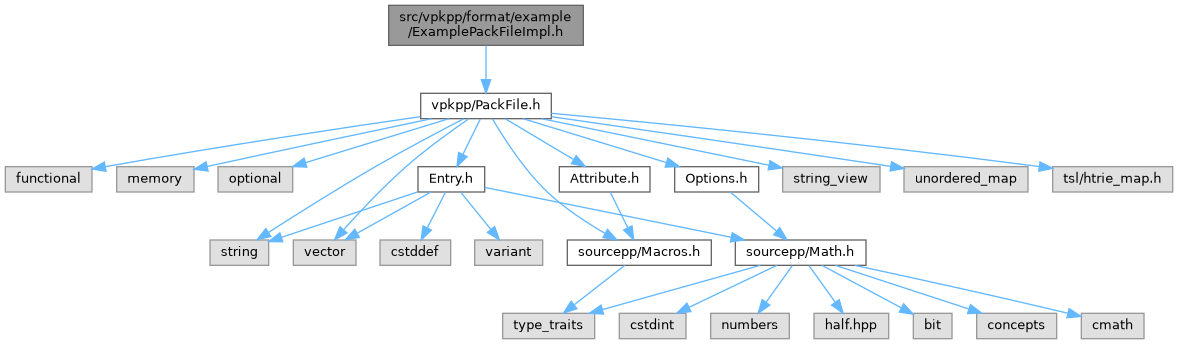 src/vpkpp/format/example
/ExamplePackFileImpl.h
vpkpp/PackFile.h
functional
memory
optional
Entry.h
Attribute.h
Options.h
string_view
unordered_map
tsl/htrie_map.h
string
vector
cstddef
variant
sourcepp/Macros.h
sourcepp/Math.h
type_traits
cstdint
numbers
half.hpp
bit
concepts
cmath